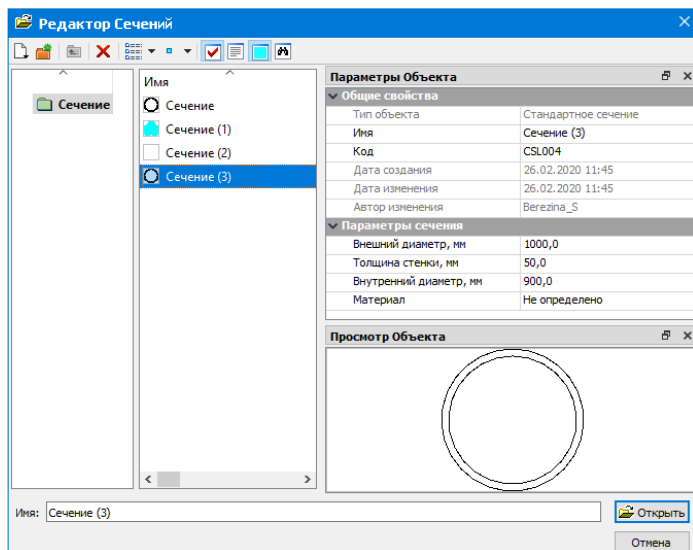 Редактор Сечений
Сечение
Имя
Сечение
Сечение (1)
Сечение (2)
Сечение (3)
Параметры Объекта
Общие свойства
Тип объекта Стандартное сечение
Имя Сечение (3)
Код CSL004
Дата создания 26.02.2020 11:45
Дата изменения 26.02.2020 11:45
Автор изменения Berezina_S
Параметры сечения
Внешний диаметр, мм 1000,0
Толщина стенки, мм 50,0
Внутренний диаметр, мм 900,0
Материал Не определено
Просмотр Объекта
Имя: Сечение (3)
Открыть
Отмена